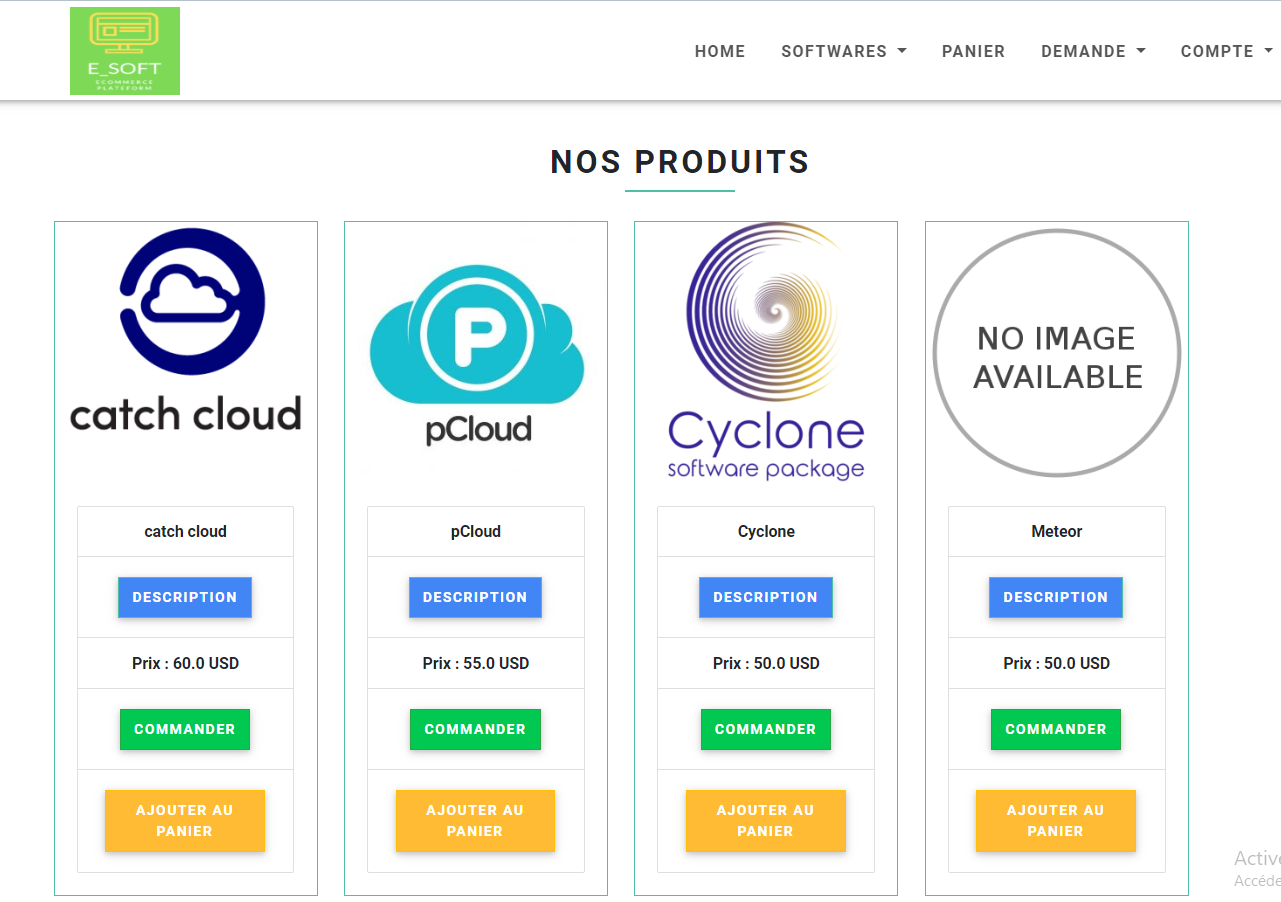 E_SOFT
ECOMMERCE
PLATEFORM
HOME SOFTWARES PANIER DEMANDE COMPTE
NOS PRODUITS
catch cloud
P
pCloud
Cyclone
software package
NO IMAGE
AVAILABLE
catch cloud
DESCRIPTION
Prix : 60.0 USD
COMMANDER
AJOUTER AU
PANIER
pCloud
DESCRIPTION
Prix : 55.0 USD
COMMANDER
AJOUTER AU
PANIER
Cyclone
DESCRIPTION
Prix : 50.0 USD
COMMANDER
AJOUTER AU
PANIER
Meteor
DESCRIPTION
Prix : 50.0 USD
COMMANDER
AJOUTER AU
PANIER